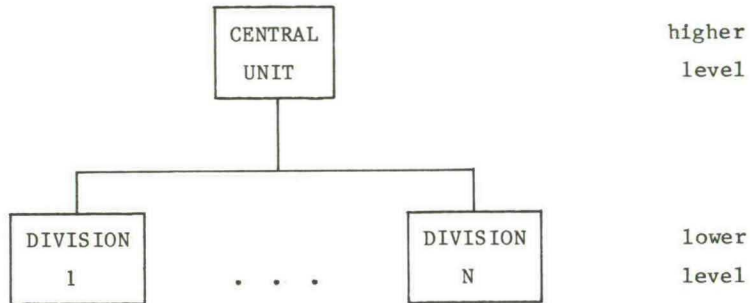 CENTRAL higher
UNIT level
DIVISION DIVISION lower
1 . . . N level